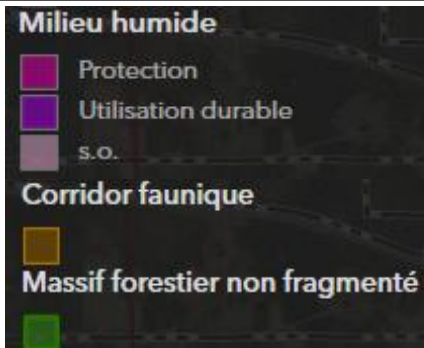 Milieu humide
Protection
Utilisation durable
s.o.
Corridor faunique
Massif forestier non fragmenté